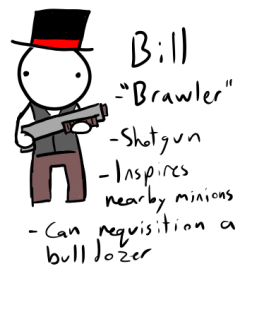 Bill
-"Brawler"
-Shotgun
-Inspires
nearby minions
-Can requisition a
bulldozer